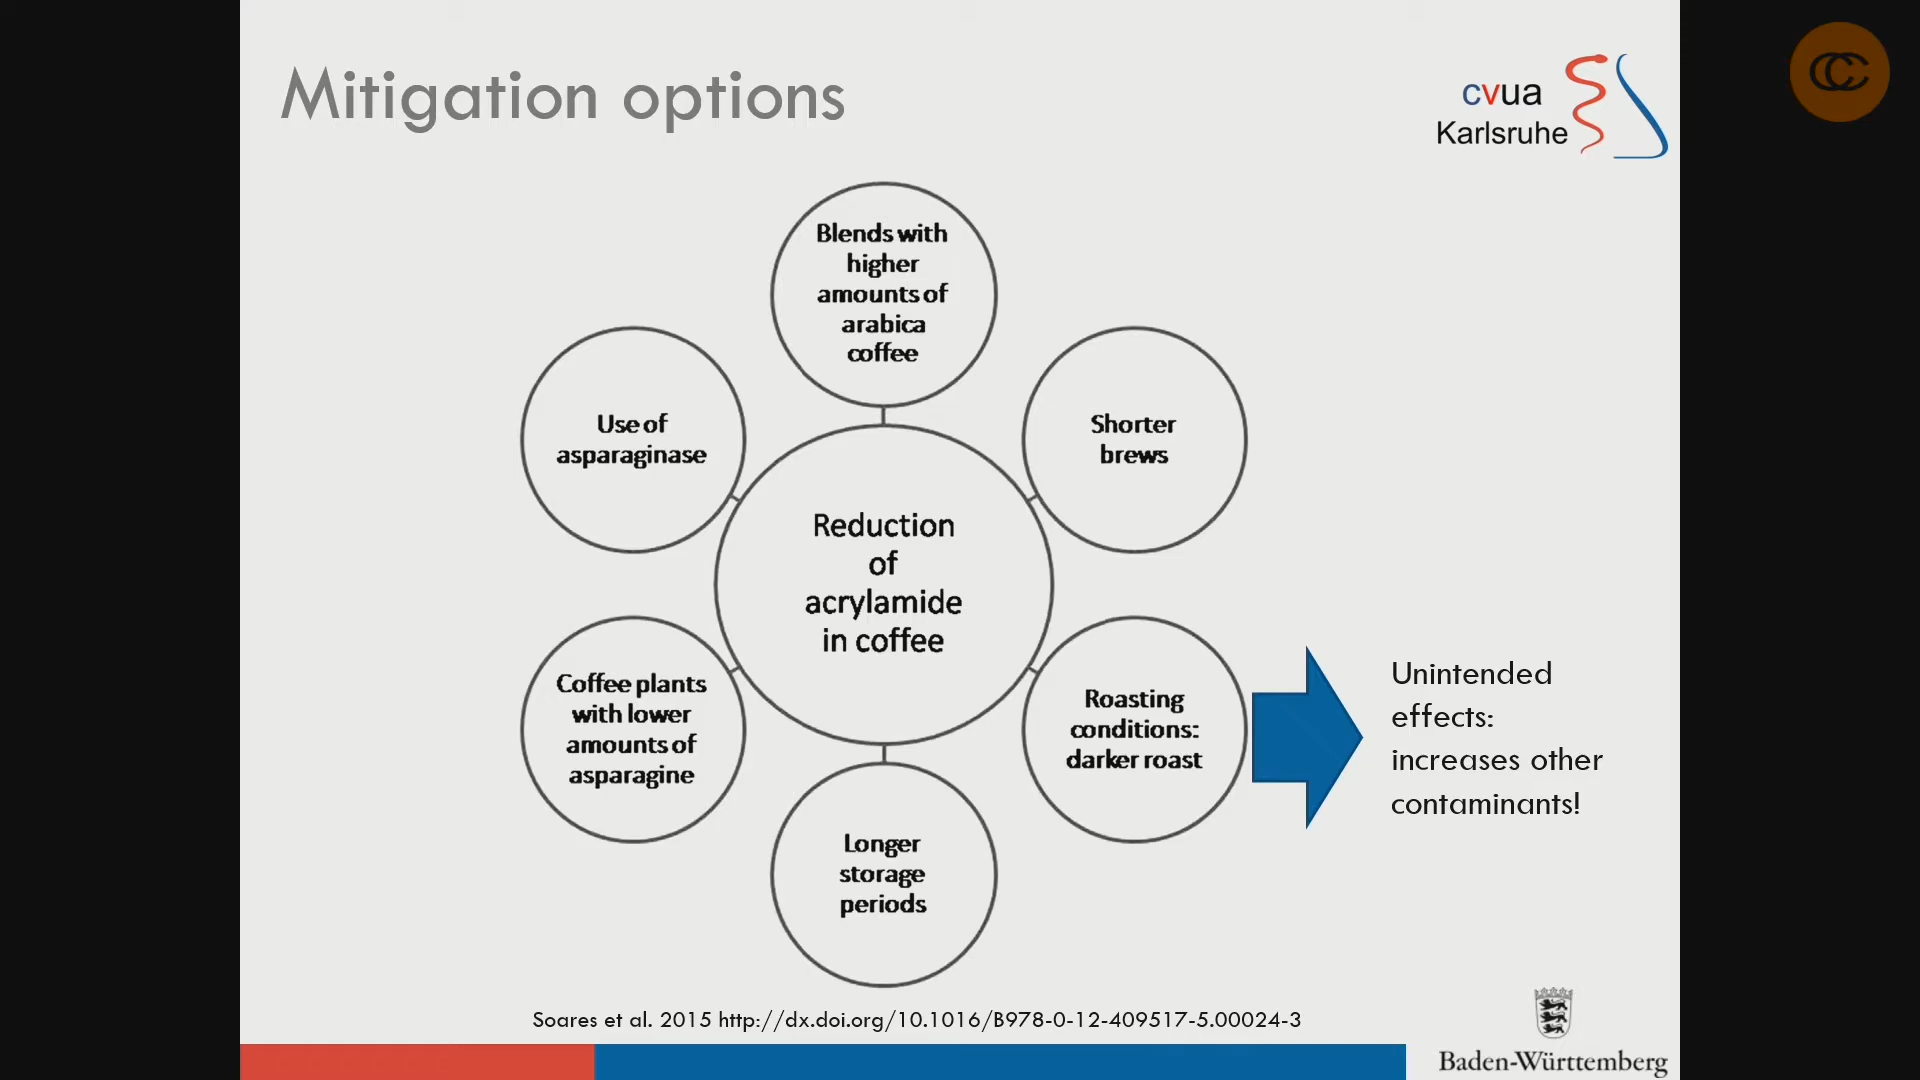 Mitigation options
cvua
Karlsruhe
Blends with
higher
amounts of
arabica
coffee
Use of
asparaginase
Shorter
brews
Reduction
of
acrylamide
in coffee
Coffee plants
with lower
amounts of
asparagine
Roasting
conditions:
darker roast
Unintended
effects:
increases other
contaminants!
Longer
storage
periods
Soares et al. 2015 http://dx.doi.org/10.1016/B978-0-12-409517-5.00024-3
Baden-Württemberg